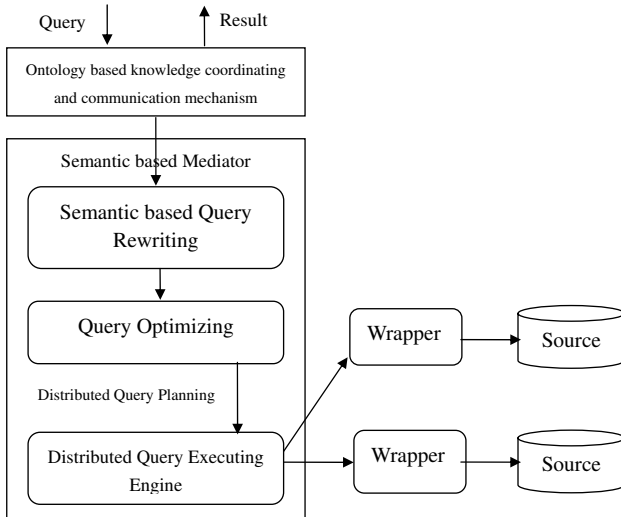 Query
Result
Ontology based knowledge coordinating
and communication mechanism
Semantic based Mediator
Semantic based Query
Rewriting
Query Optimizing
Wrapper
Source
Distributed Query Planning
Distributed Query Executing
Engine
Wrapper
Source